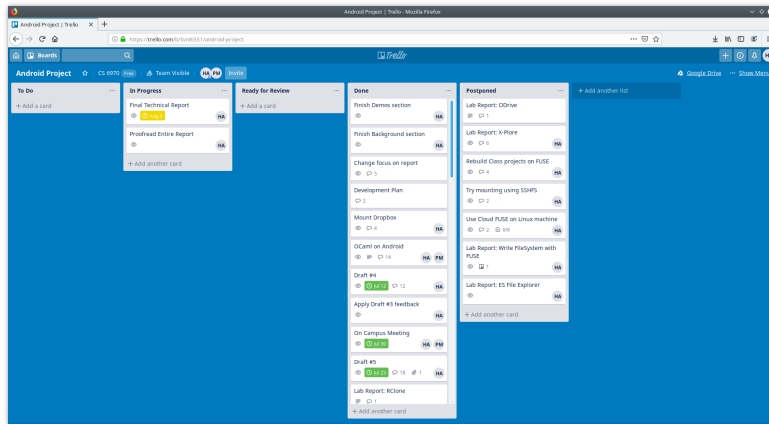 Android Project | Trello - Mozilla Firefox
Android Project | Trello
https://trello.com/b/
/android-project
Boards
Trello
Android Project
CS 6970
Free
Team Visible
HA
PM
Invite
Google Drive
Show Menu
To Do
+ Add a card
In Progress
Final Technical Report
Aug 9
HA
Proofread Entire Report
HA
+ Add another card
Ready for Review
+ Add a card
Done
Finish Demos section
HA
Finish Background section
HA
Change focus on report
5
Development Plan
2
Mount Dropbox
4
HA
OCaml on Android
14
HA PM
Draft #4
Jul 12
12
HA
Apply Draft #3 feedback
HA
On Campus Meeting
Jul 30
HA PM
Draft #5
Jul 25
18
1
HA
Lab Report: RClone
1
+ Add another card
Postponed
Lab Report: ODrive
1
Lab Report: X-Plore
6
HA
Rebuild Class projects on FUSE
4
HA
Try mounting using SSHFS
2
HA
Use Cloud FUSE on Linux machine
2
0/6
HA
Lab Report: Write FileSystem with
FUSE
1
HA
Lab Report: ES File Explorer
HA
+ Add another card
+ Add another list